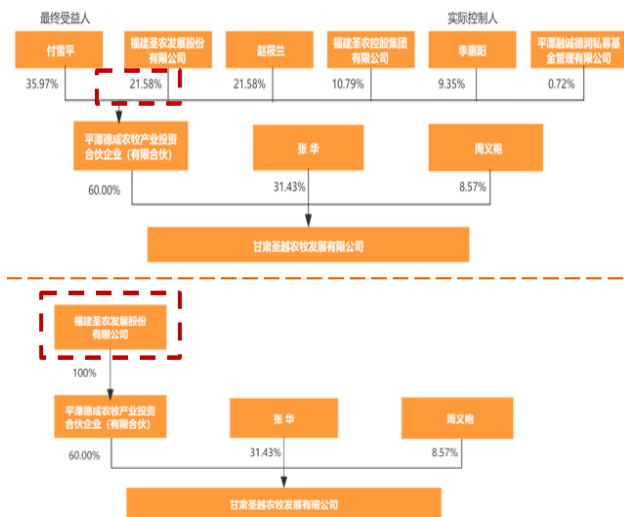 最终受益人
实际控制人
付雪平
福建圣农发展股份
有限公司
赵筱兰
福建圣农控股集团
有限公司
李惠阳
平潭融诚德润私募基
金管理有限公司
35.97%
21.58%
21.58%
10.79%
9.35%
0.72%
平潭德成农牧产业投资
合伙企业（有限合伙）
张 华
周义袍
60.00%
31.43%
8.57%
甘肃圣越农牧发展有限公司
福建圣农发展股份
有限公司
100%
平潭德成农牧产业投资
合伙企业（有限合伙）
张 华
周义袍
60.00%
31.43%
8.57%
甘肃圣越农牧发展有限公司